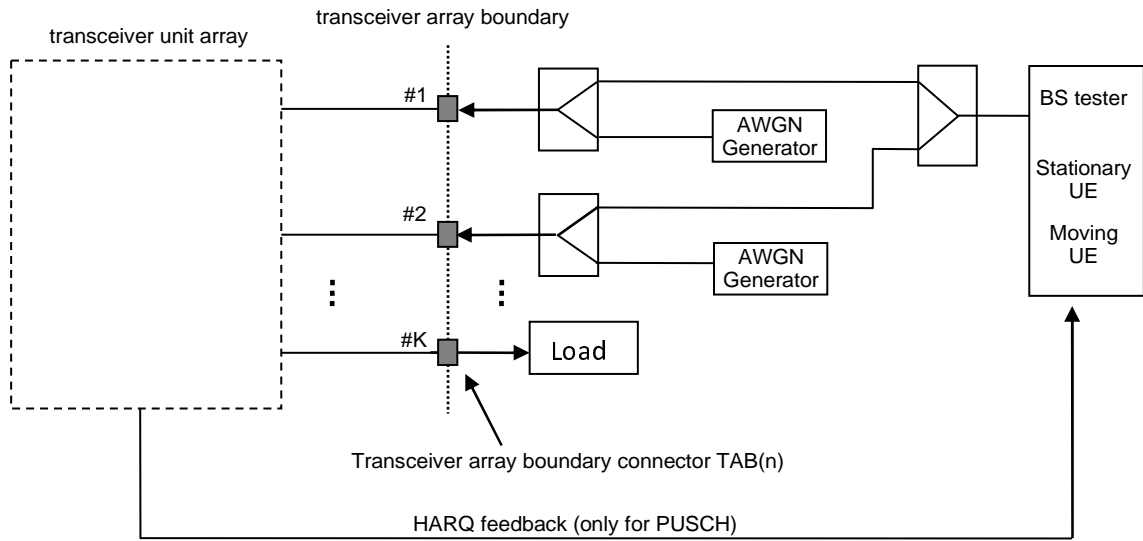 transceiver array boundary
transceiver unit array
#1
BS tester
AWGN
Generator
Stationary
UE
#2
Moving
UE
AWGN
Generator
#K
Load
Transceiver array boundary connector TAB(n)
HARQ feedback (only for PUSCH)